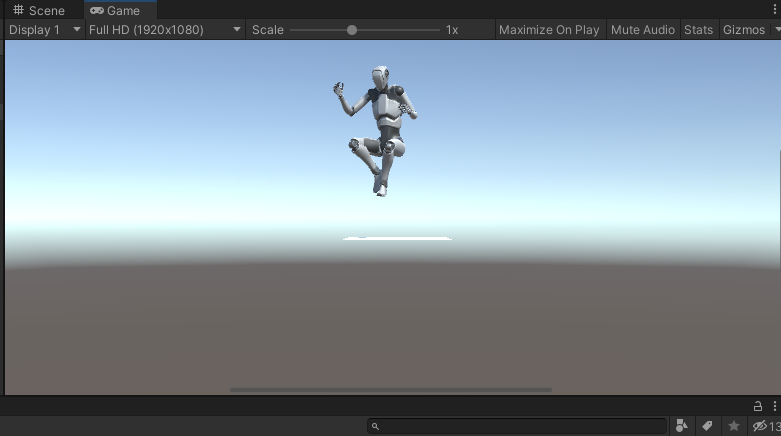 Scene Game
Display 1 Full HD (1920x1080) Scale 1x Maximize On Play Mute Audio Stats Gizmos
13